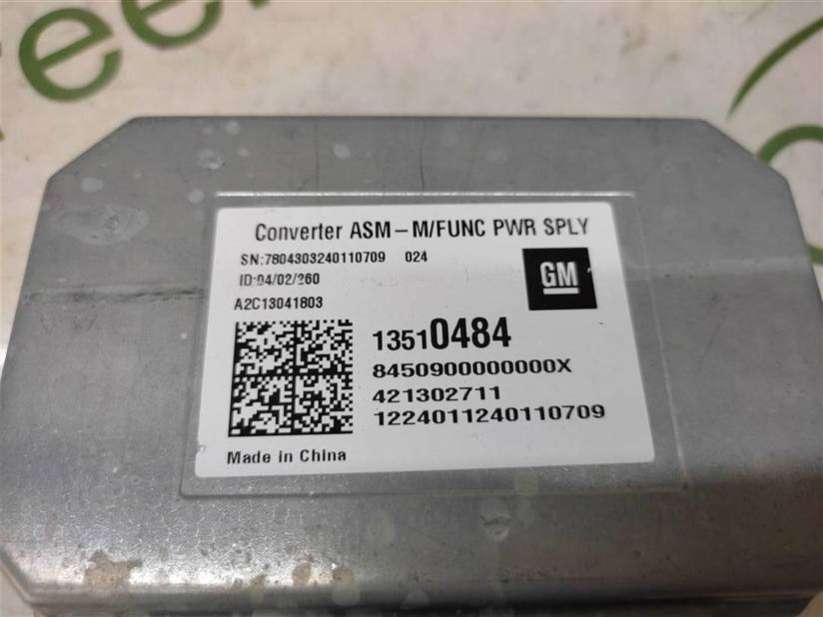 Converter ASM – M/FUNC PWR SPLY
SN:7804303240110709 024
ID:04/02/260
A2C13041803
GM
13510484
8450900000000X
421302711
1224011240110709
Made in China